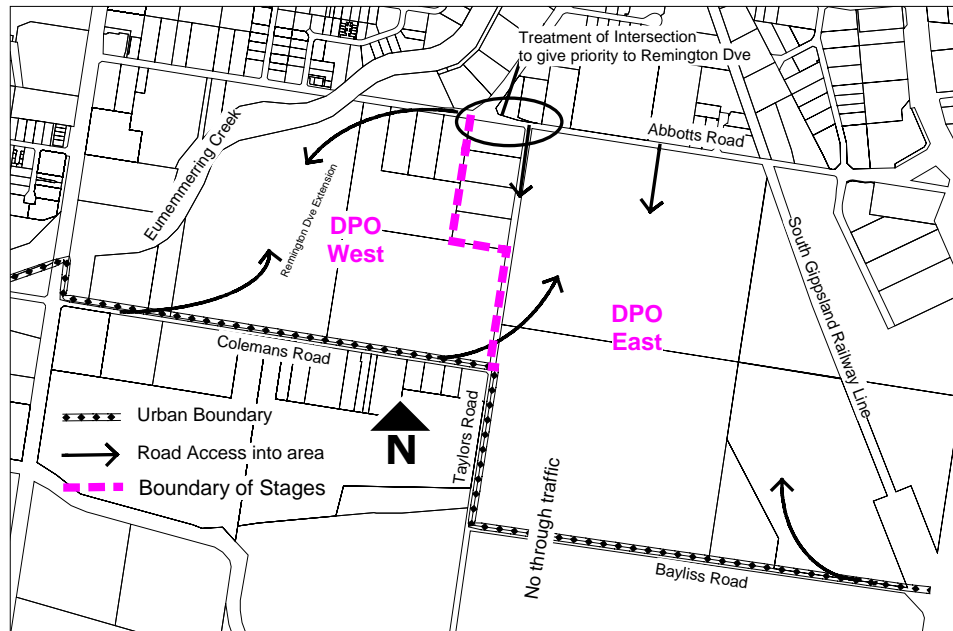 Treatment of Intersection
to give priority to Remington Dve
Abbotts Road
Eumemmerring Creek
Remington Dve Extension
DPO
West
DPO
East
South Gippsland Railway Line
Colemans Road
Taylors Road
Urban Boundary
Road Access into area
Boundary of Stages
N
No through traffic
Bayliss Road